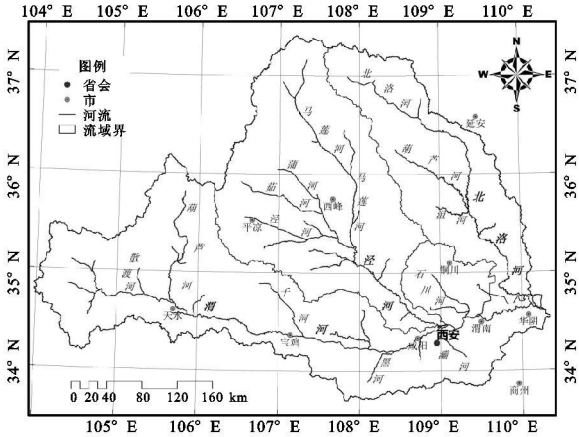 104° E 105° E 106° E 107° E 108° E 109° E 110° E
37° N
36° N
35° N
34° N
图例
省会
市
河流
流域界
N
W E
S
北洛河
延安
马莲河
葫芦河
蒲河
茹河
西峰
马莲河
北洛河
沮河
平凉
泾河
泾河
铜川
石川河
葫芦河
散渡河
天水
渭河
千河
宝鸡
黑河
咸阳
西安
灞河
渭南
华阴
商州
0 20 40 80 120 160 km
37° N
36° N
35° N
34° N
105° E 106° E 107° E 108° E 109° E 110° E